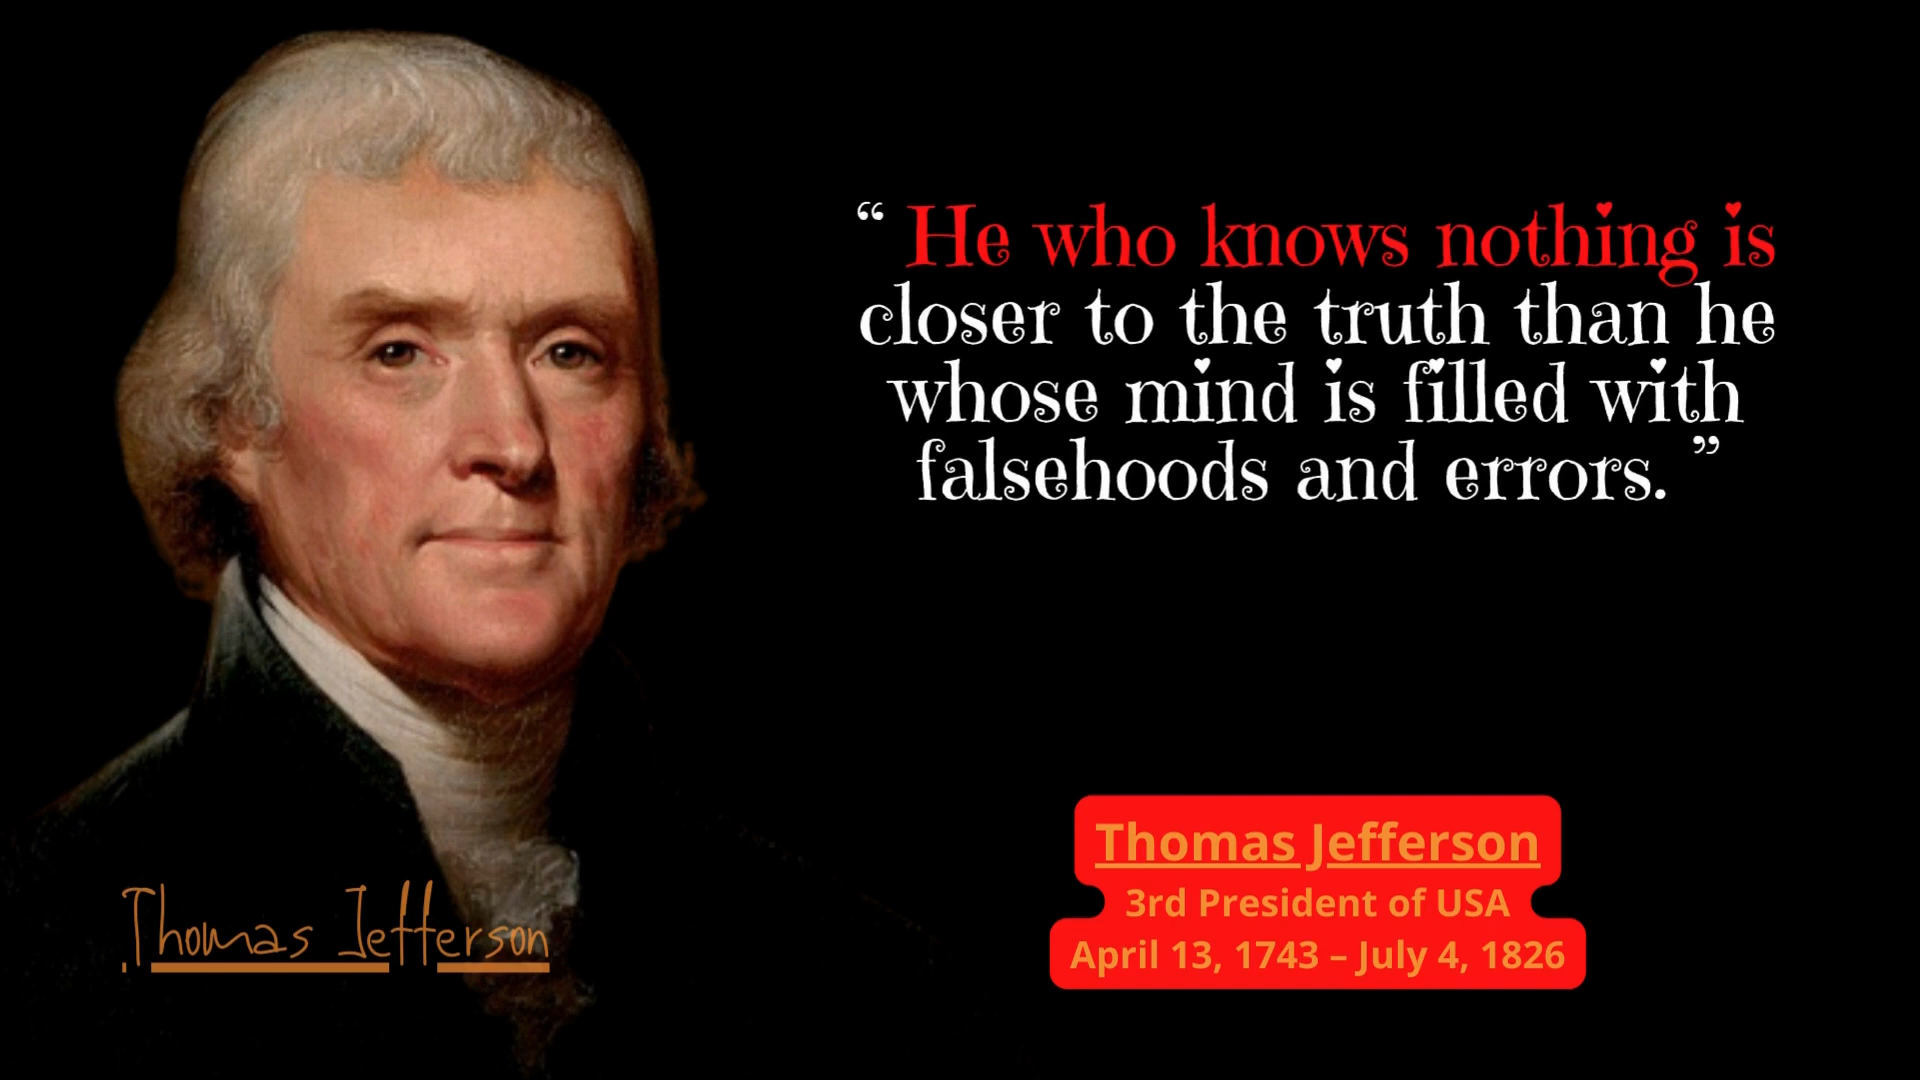 “ He who knows nothing is
closer to the truth than he
whose mind is filled with
falsehoods and errors. ”
Thomas Jefferson
3rd President of USA
April 13, 1743 – July 4, 1826
Thomas Jefferson